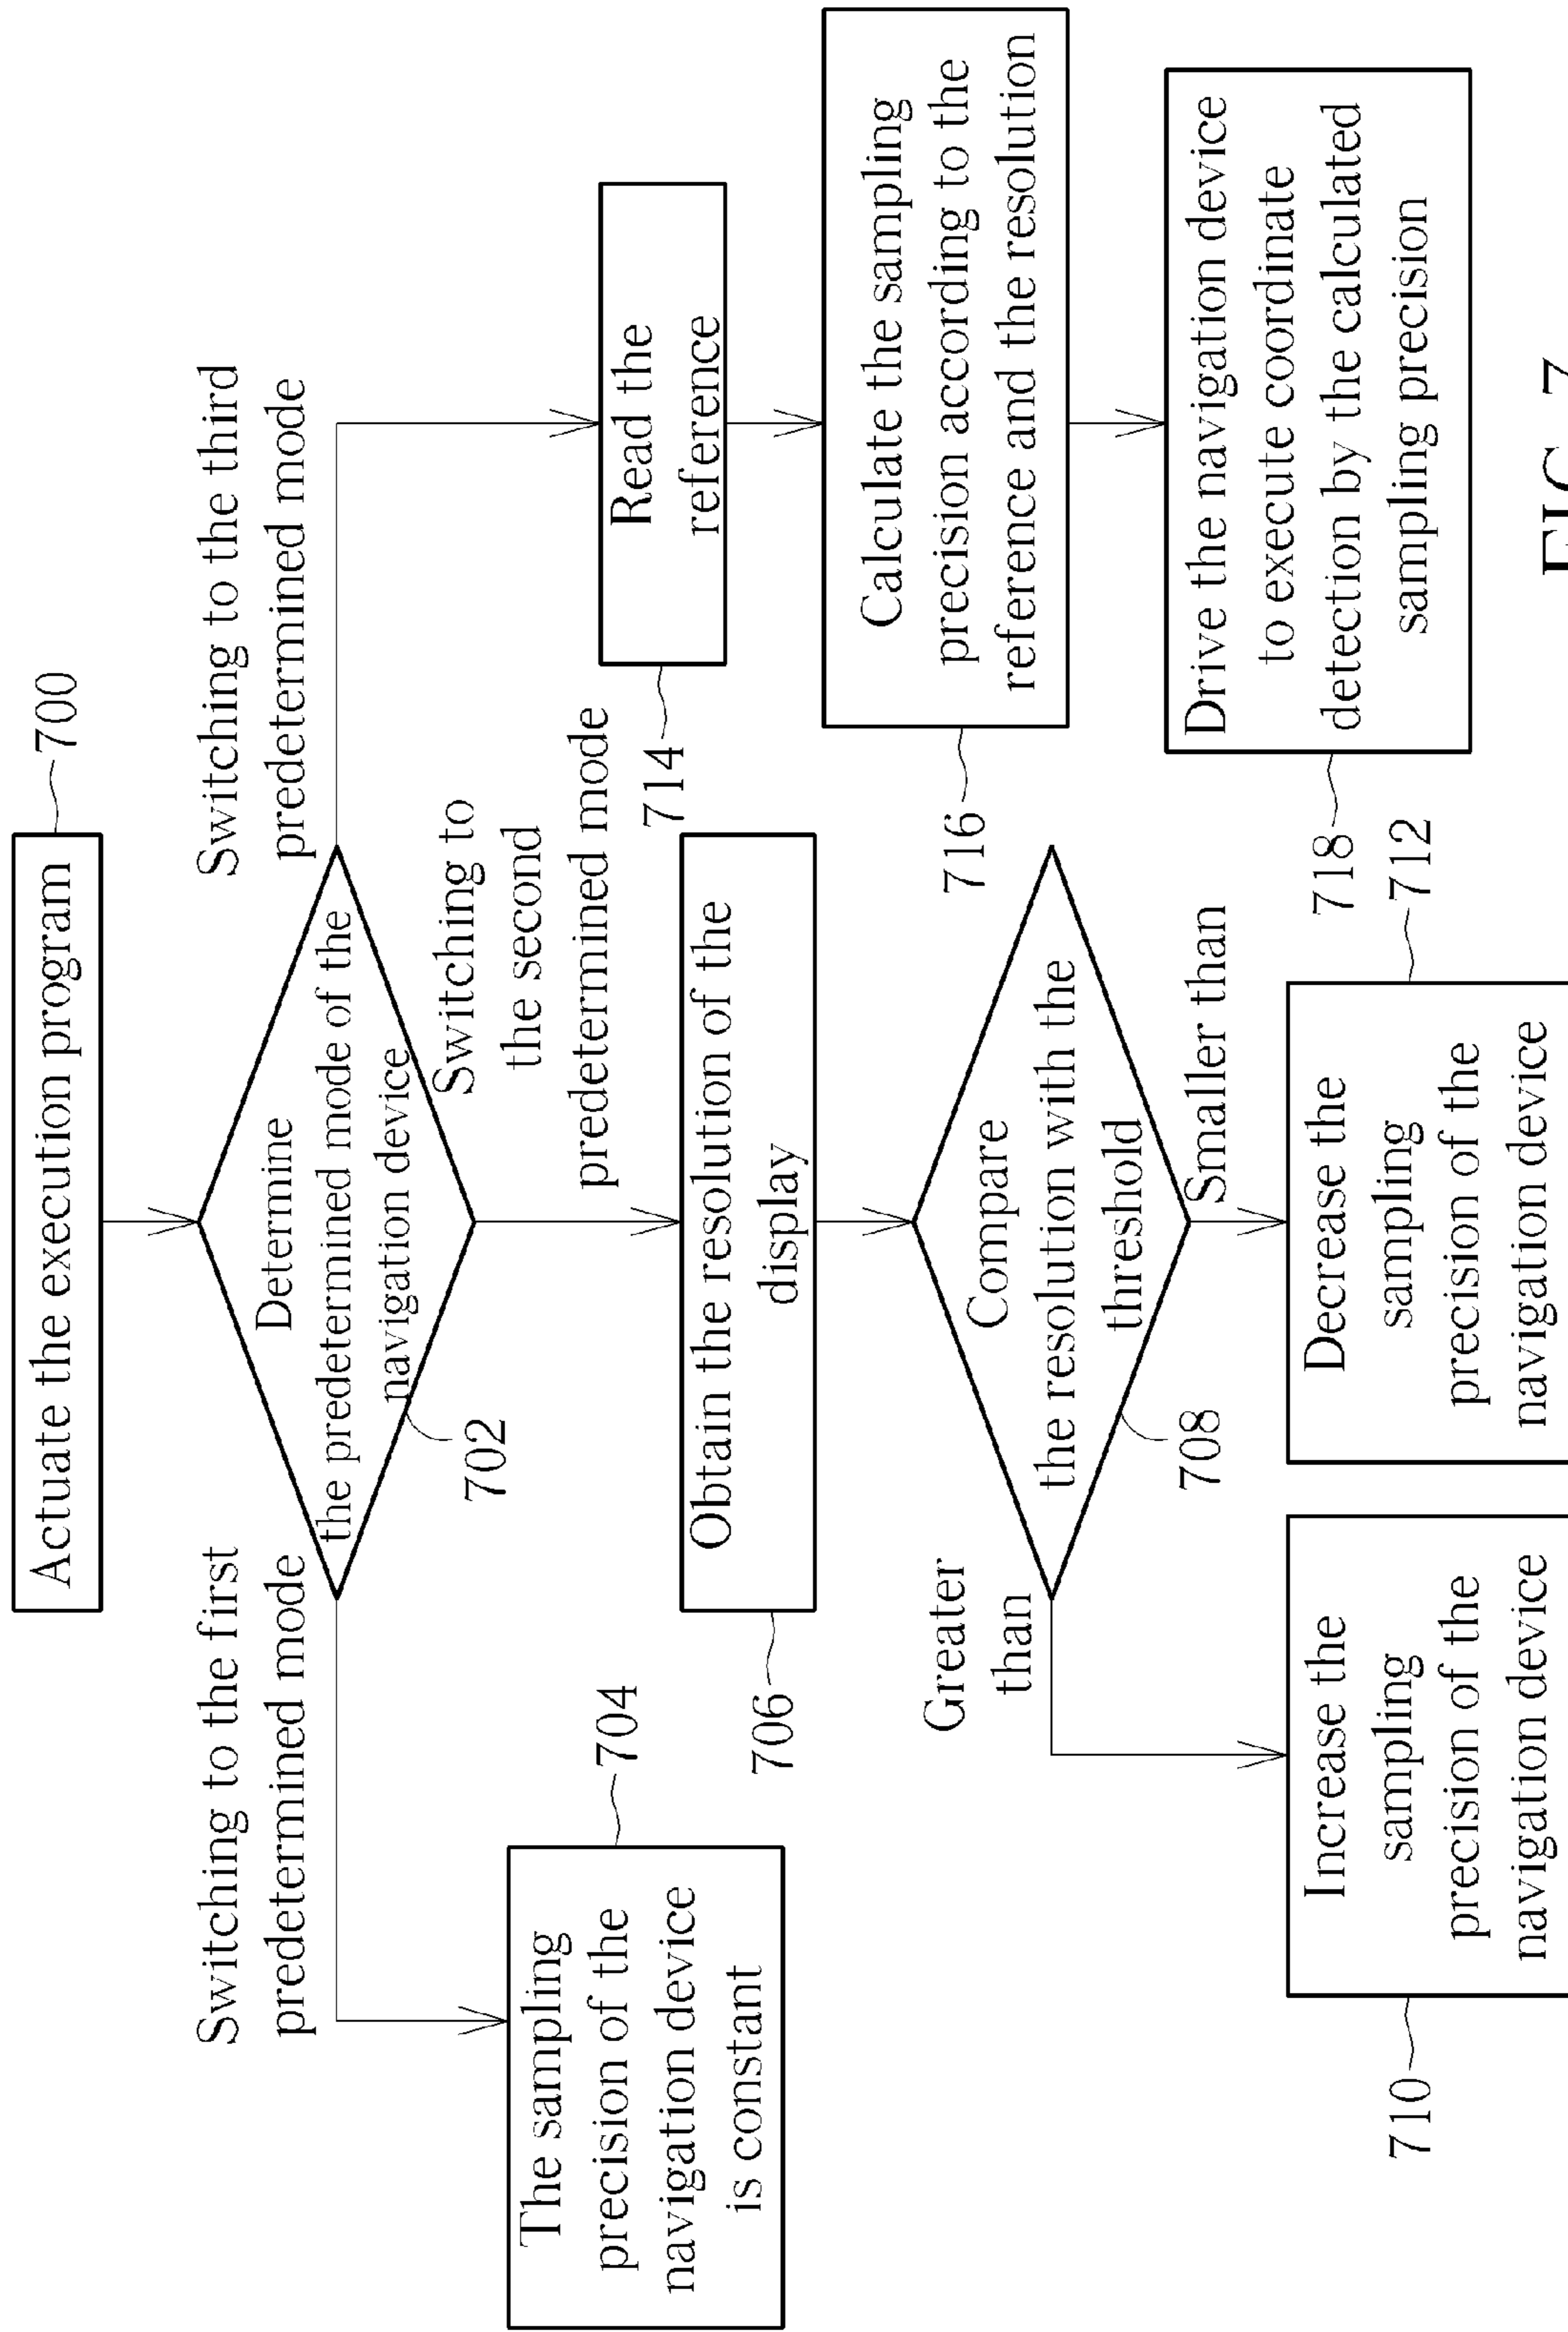 Actuate the execution program
700
Switching to the first
predetermined mode
Determine
the predetermined mode of the
navigation device
702
Switching to the third
predetermined mode
Switching to
the second
predetermined mode
The sampling
precision of the
navigation device
is constant
704
Obtain the resolution of the
display
706
Read the
reference
714
Calculate the sampling
precision according to the
reference and the resolution
716
Greater
than
Compare
the resolution with the
threshold
708
Smaller than
Drive the navigation device
to execute coordinate
detection by the calculated
sampling precision
718
Increase the
sampling
precision of the
navigation device
710
Decrease the
sampling
precision of the
navigation device
712
FIG. 7